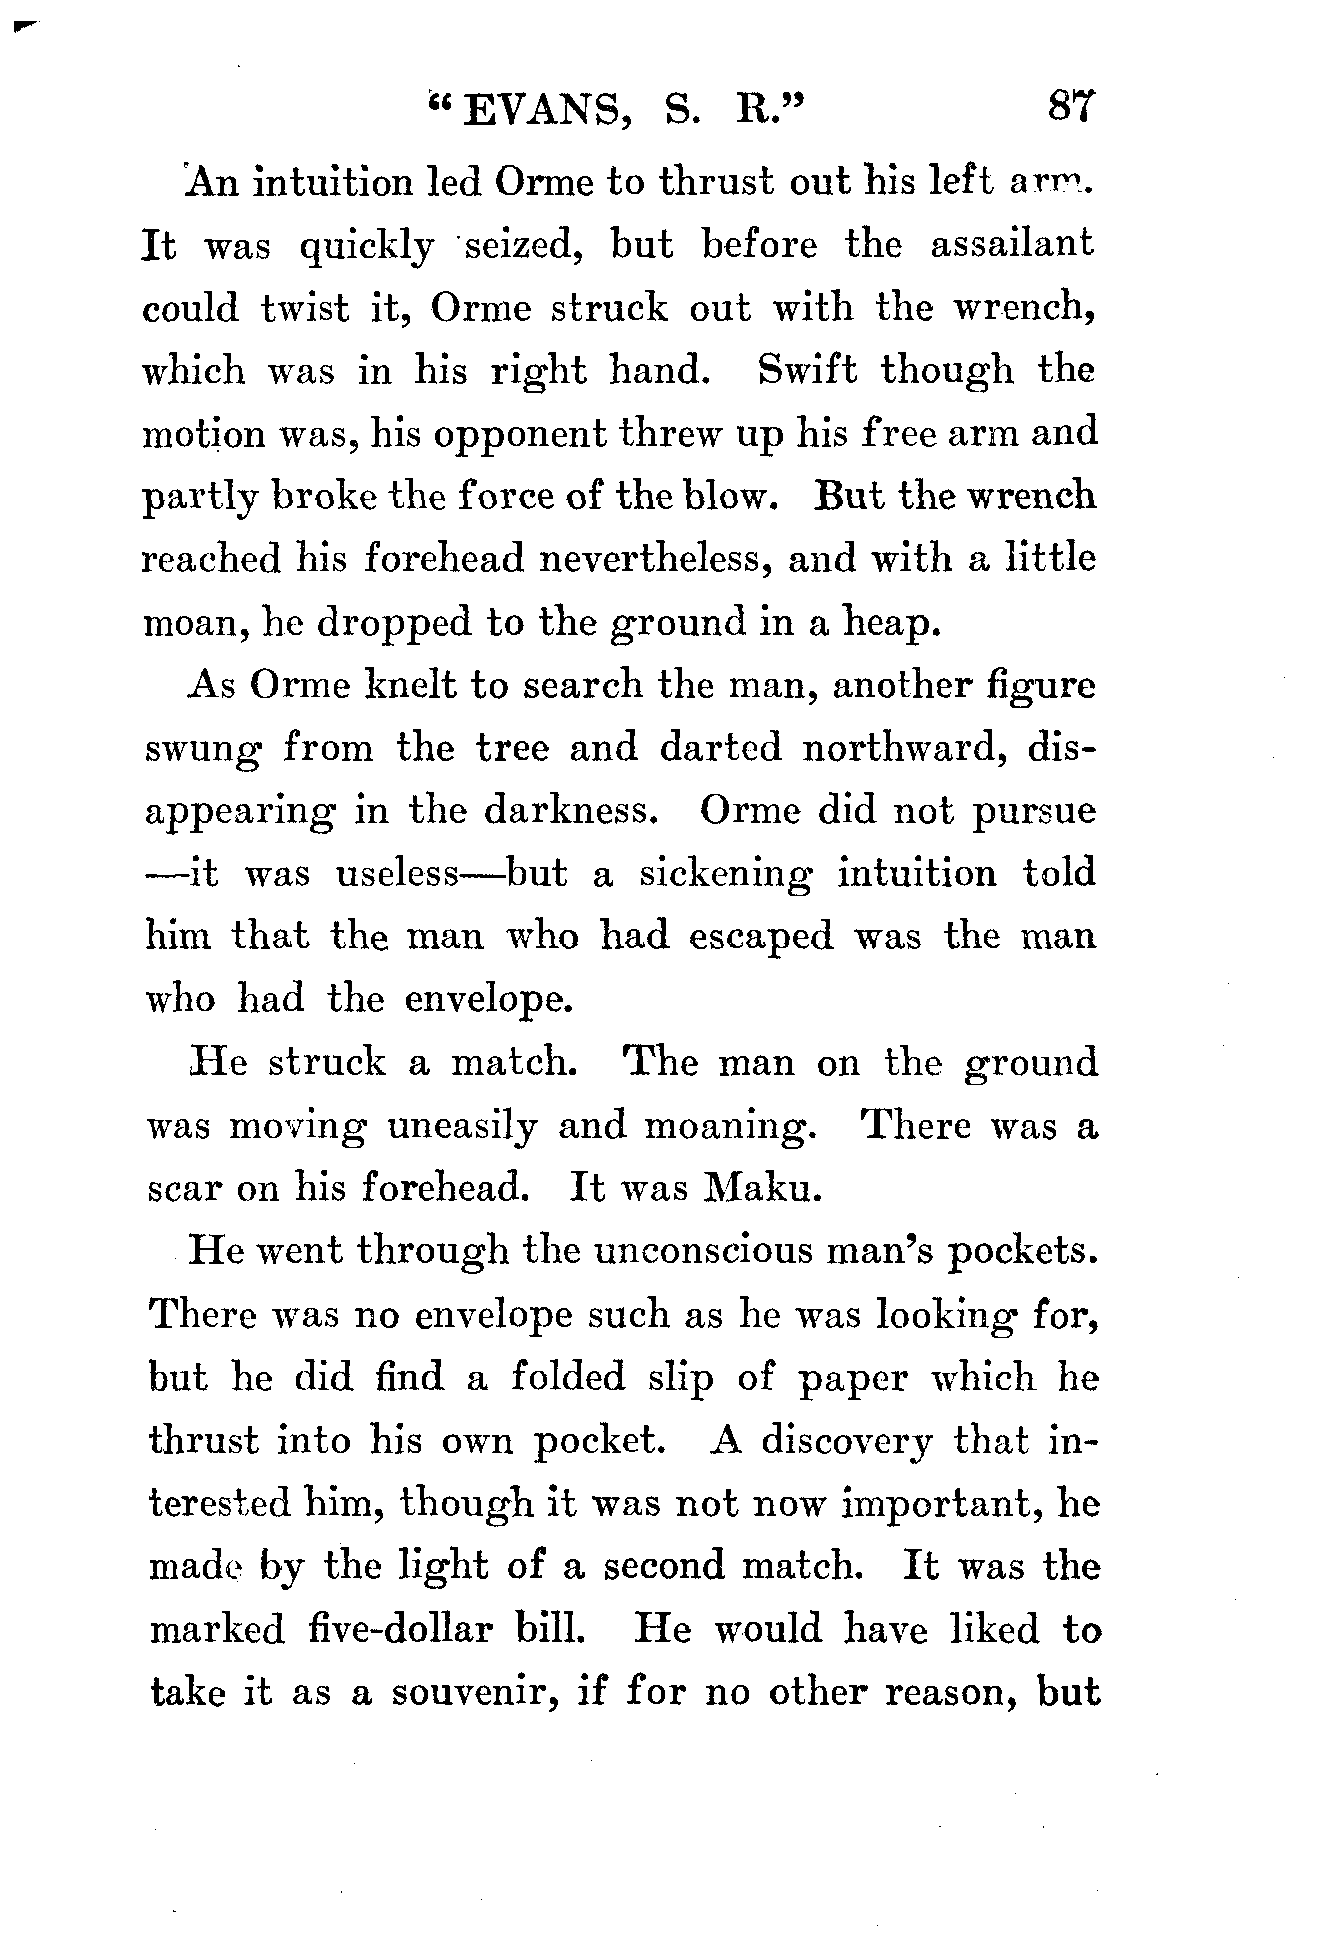 “EVANS, S. R.” 87
An intuition led Orme to thrust out his left arm.
It was quickly seized, but before the assailant
could twist it, Orme struck out with the wrench,
which was in his right hand. Swift though the
motion was, his opponent threw up his free arm and
partly broke the force of the blow. But the wrench
reached his forehead nevertheless, and with a little
moan, he dropped to the ground in a heap.
As Orme knelt to search the man, another figure
swung from the tree and darted northward, dis-
appearing in the darkness. Orme did not pursue
—it was useless—but a sickening intuition told
him that the man who had escaped was the man
who had the envelope.
He struck a match. The man on the ground
was moving uneasily and moaning. There was a
scar on his forehead. It was Maku.
He went through the unconscious man’s pockets.
There was no envelope such as he was looking for,
but he did find a folded slip of paper which he
thrust into his own pocket. A discovery that in-
terested him, though it was not now important, he
made by the light of a second match. It was the
marked five-dollar bill. He would have liked to
take it as a souvenir, if for no other reason, but